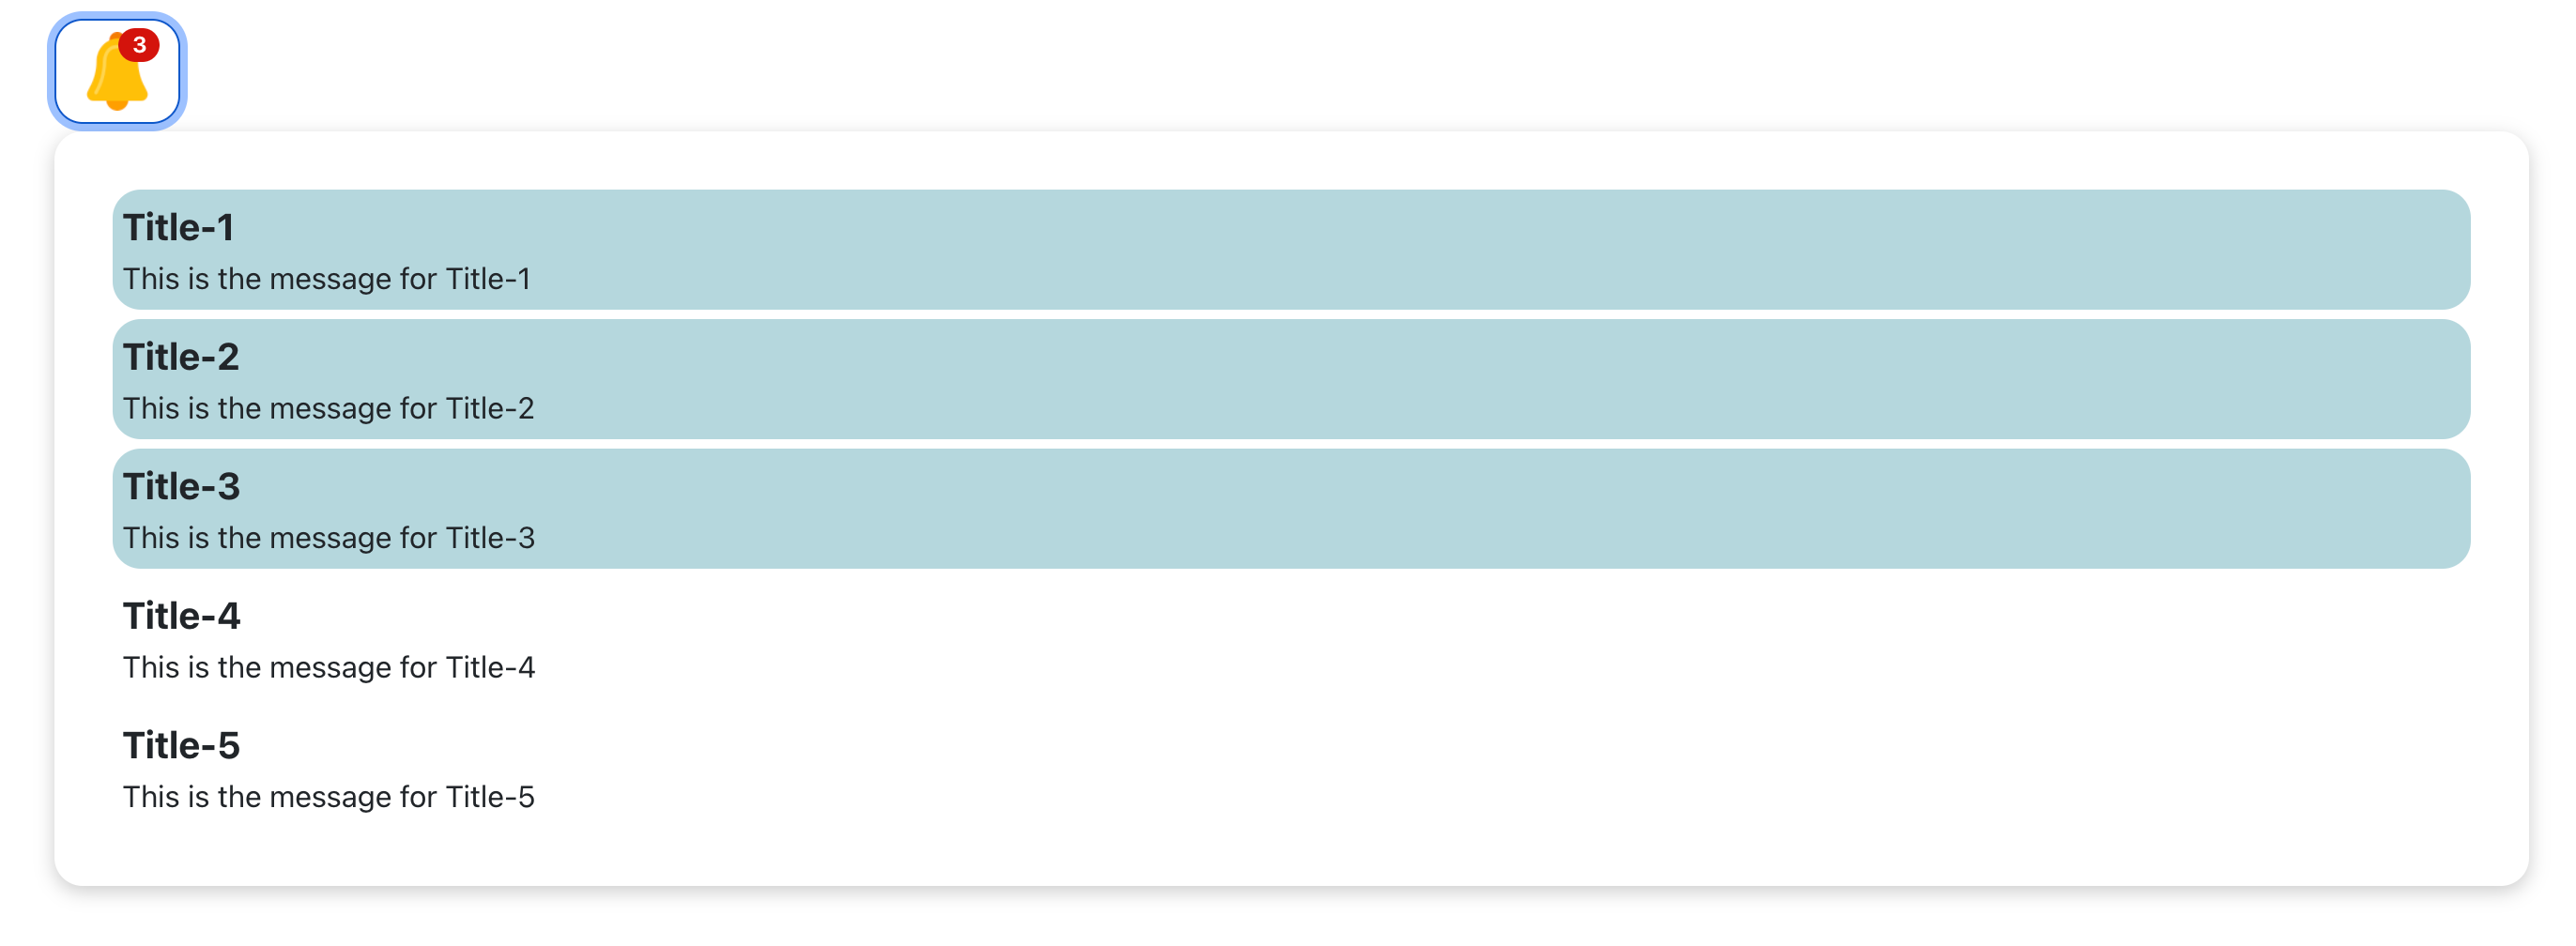 3
Title-1
This is the message for Title-1
Title-2
This is the message for Title-2
Title-3
This is the message for Title-3
Title-4
This is the message for Title-4
Title-5
This is the message for Title-5